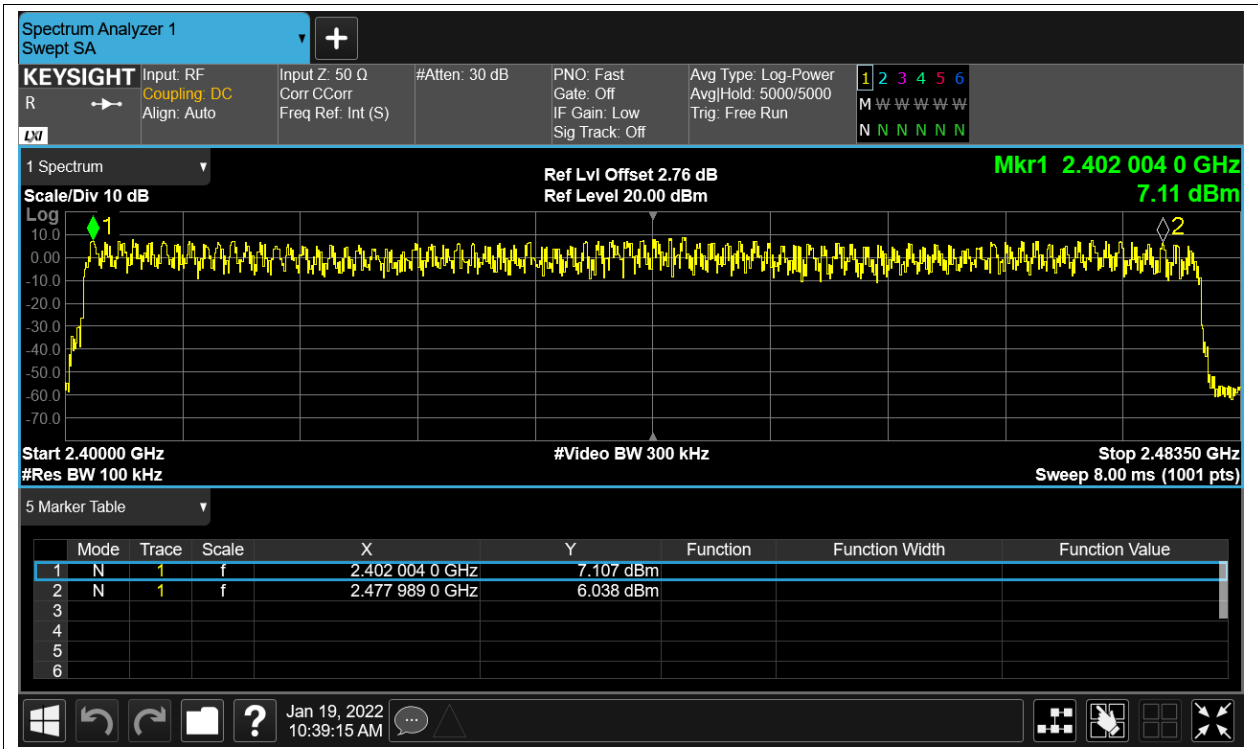 Spectrum Analyzer 1
Swept SA
KEYSIGHT Input: RF Input Z: 50 Ω #Atten: 30 dB PNO: Fast Avg Type: Log-Power 1 2 3 4 5 6
R Coupling: DC Corr CCorr Gate: Off Avg|Hold: 5000/5000 M W W W W W
Align: Auto Freq Ref: Int (S) IF Gain: Low Trig: Free Run
LXI Sig Track: Off N N N N N N
1 Spectrum Ref Lvl Offset 2.76 dB Mkr1 2.402 004 0 GHz
Scale/Div 10 dB Ref Level 20.00 dBm 7.11 dBm
Log
1 2
10.0
0.00
-10.0
-20.0
-30.0
-40.0
-50.0
-60.0
-70.0
Start 2.40000 GHz #Video BW 300 kHz Stop 2.48350 GHz
#Res BW 100 kHz Sweep 8.00 ms (1001 pts)
5 Marker Table
Mode Trace Scale X Y Function Function Width Function Value
1 N 1 f 2.402 004 0 GHz 7.107 dBm
2 N 1 f 2.477 989 0 GHz 6.038 dBm
3
4
5
6
? Jan 19, 2022
10:39:15 AM